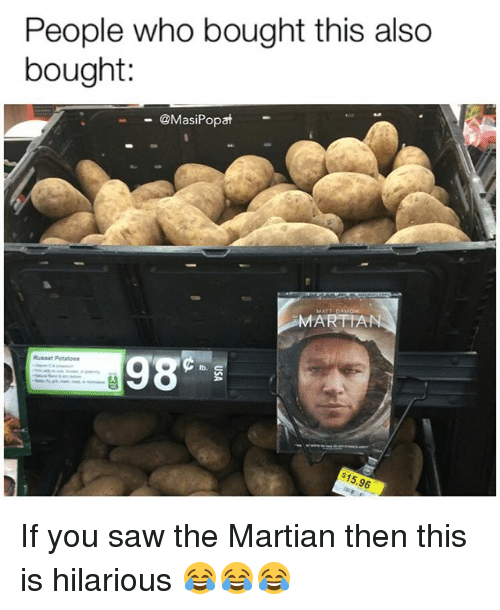 People who bought this also
bought:
@MasiPopat
MATT DAMON
MARTIAN
Russet Potatoes
98¢ lb.
USA
$15.96
If you saw the Martian then this
is hilarious 😂😂😂